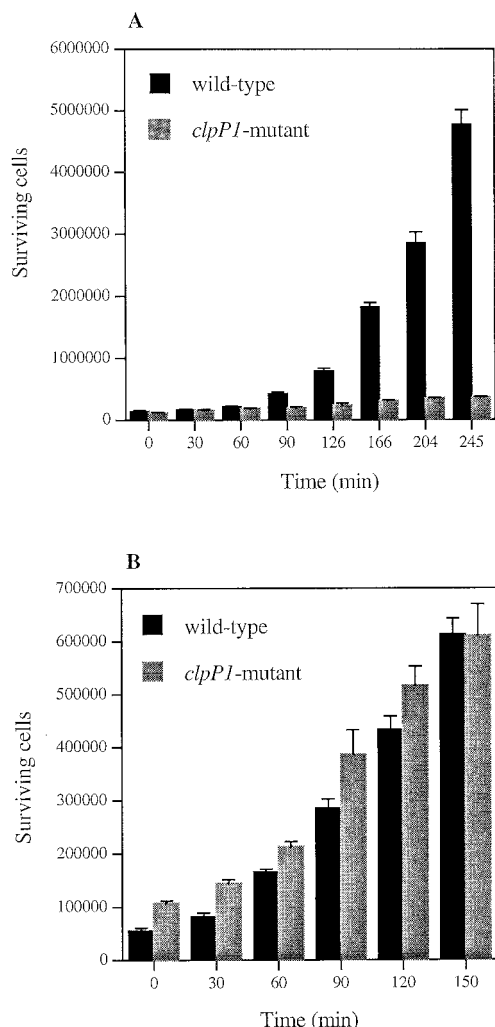 A
6000000
wild-type
5000000
clpP1-mutant
4000000
Surviving cells
3000000
2000000
1000000
0
0 30 60 90 126 166 204 245
Time (min)
B
700000
wild-type
600000
clpP1-mutant
500000
Surviving cells
400000
300000
200000
100000
0
0 30 60 90 120 150
Time (min)